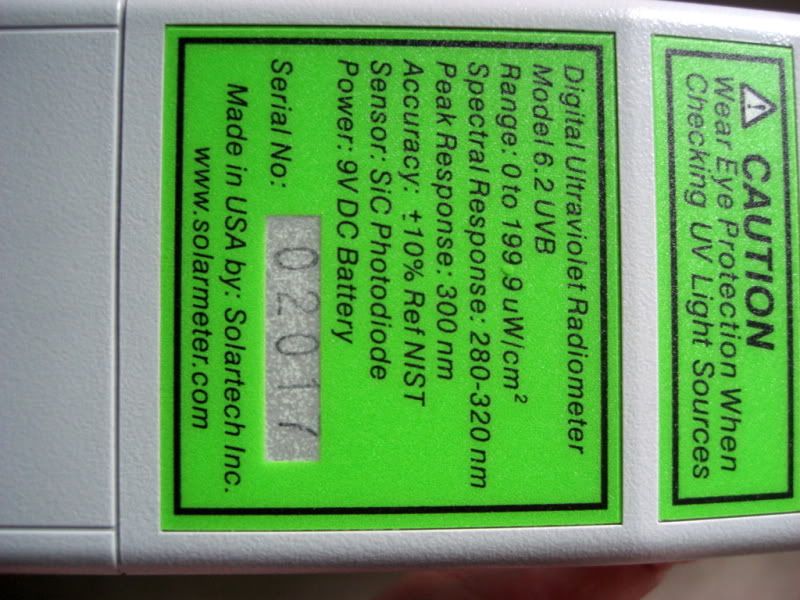 ⚠ CAUTION
Wear Eye Protection When
Checking UV Light Sources
Digital Ultraviolet Radiometer
Model 6.2 UVB
Range: 0 to 199.9 uW/cm²
Spectral Response: 280-320 nm
Peak Response: 300 nm
Accuracy: ±10% Ref NIST
Sensor: SiC Photodiode
Power: 9V DC Battery
Serial No: 02017
Made in USA by: Solartech Inc.
www.solarmeter.com